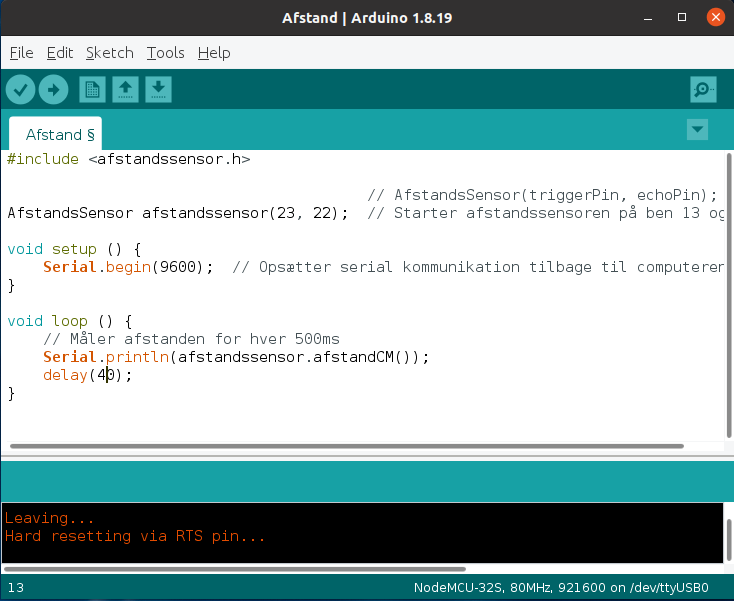 Afstand | Arduino 1.8.19
File Edit Sketch Tools Help
Afstand §
#include <afstandssensor.h>
// AfstandsSensor(triggerPin, echoPin);
AfstandsSensor afstandssensor(23, 22);  // Starter afstandssensoren på ben 13 og
void setup () {
    Serial.begin(9600);  // Opsætter serial kommunikation tilbage til computeren
}
void loop () {
    // Måler afstanden for hver 500ms
    Serial.println(afstandssensor.afstandCM());
    delay(40);
}
Leaving...
Hard resetting via RTS pin...
13
NodeMCU-32S, 80MHz, 921600 on /dev/ttyUSB0